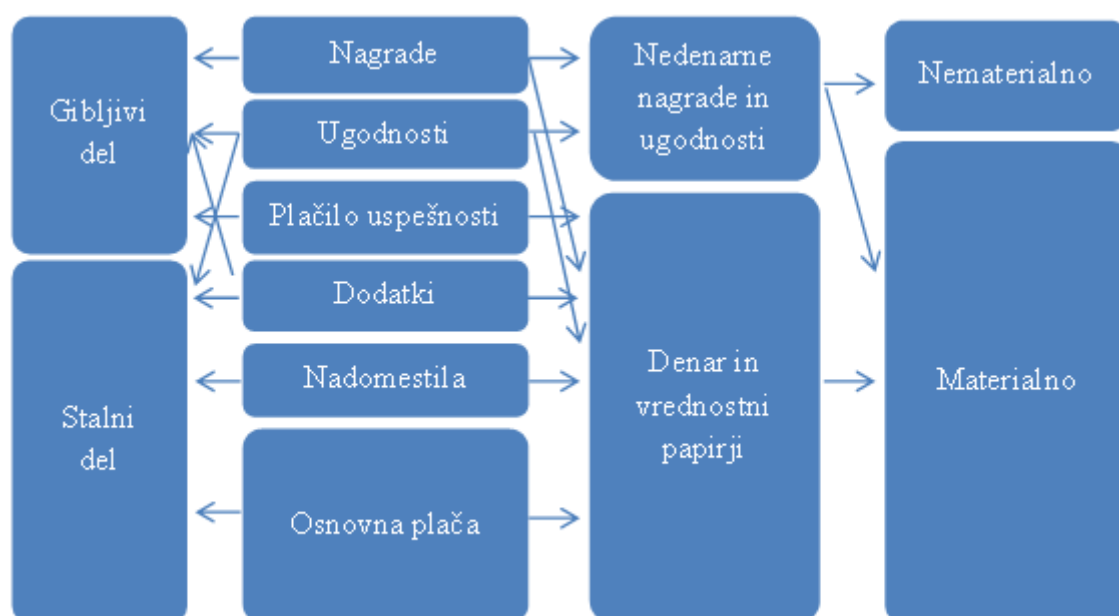 Gibljivi
del
Stalni
del
Nagrade
Ugodnosti
Plačilo uspešnosti
Dodatki
Nadomestila
Osnovna plača
Nedenarne
nagrade in
ugodnosti
Denar in
vrednostni
papirji
Nematerialno
Materialno